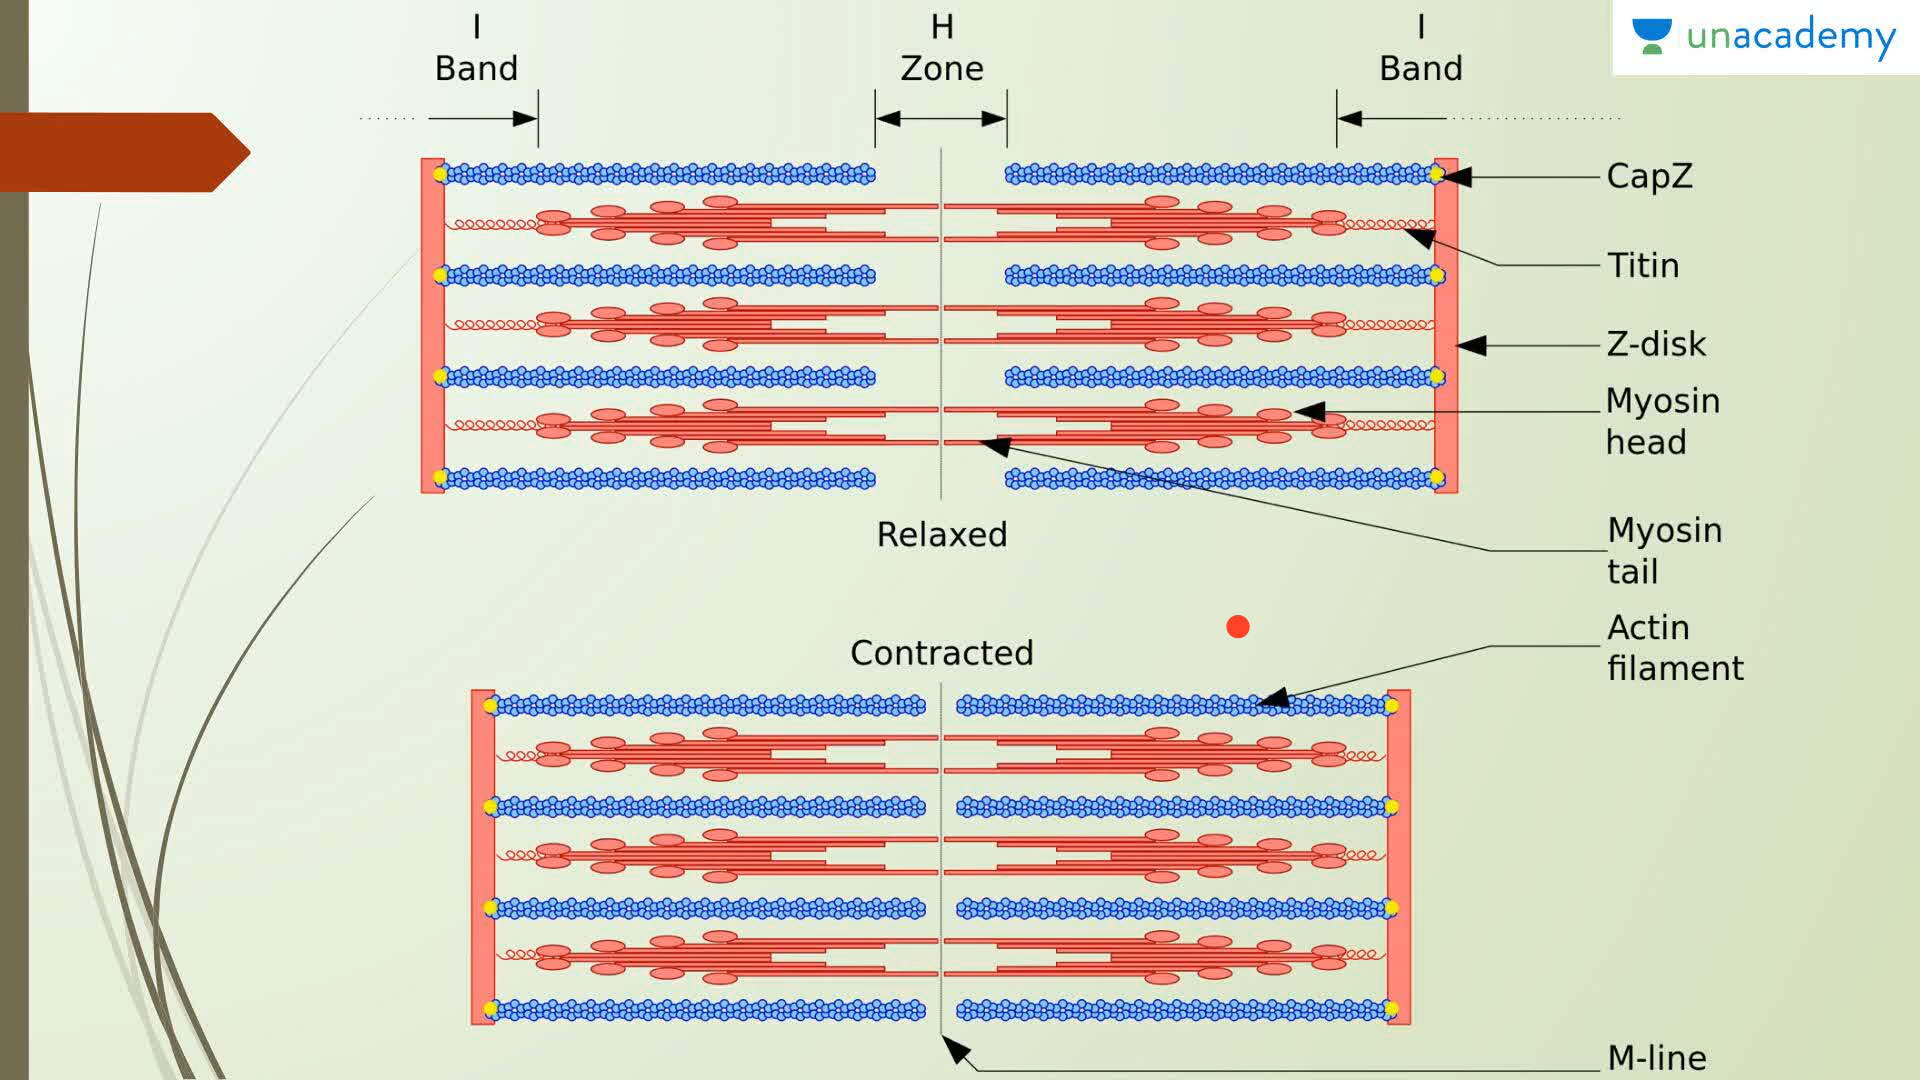 I
Band
H
Zone
I
Band
unacademy
CapZ
Titin
Z-disk
Myosin
head
Relaxed
Myosin
tail
Contracted
Actin
filament
M-line